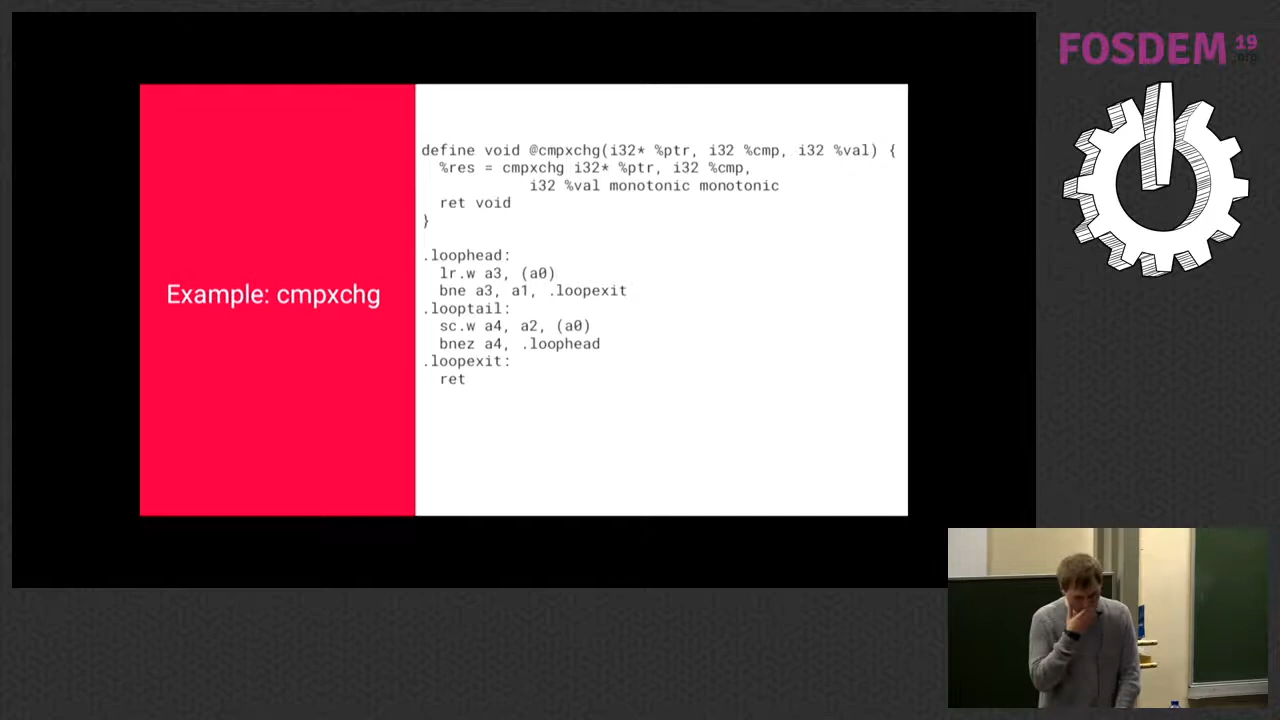 FOSDEM 19
.org
Example: cmpxchg
define void @cmpxchg(i32* %ptr, i32 %cmp, i32 %val) {
  %res = cmpxchg i32* %ptr, i32 %cmp,
            i32 %val monotonic monotonic
  ret void
}
.loophead:
  lr.w a3, (a0)
  bne a3, a1, .loopexit
.looptail:
  sc.w a4, a2, (a0)
  bnez a4, .loophead
.loopexit:
  ret